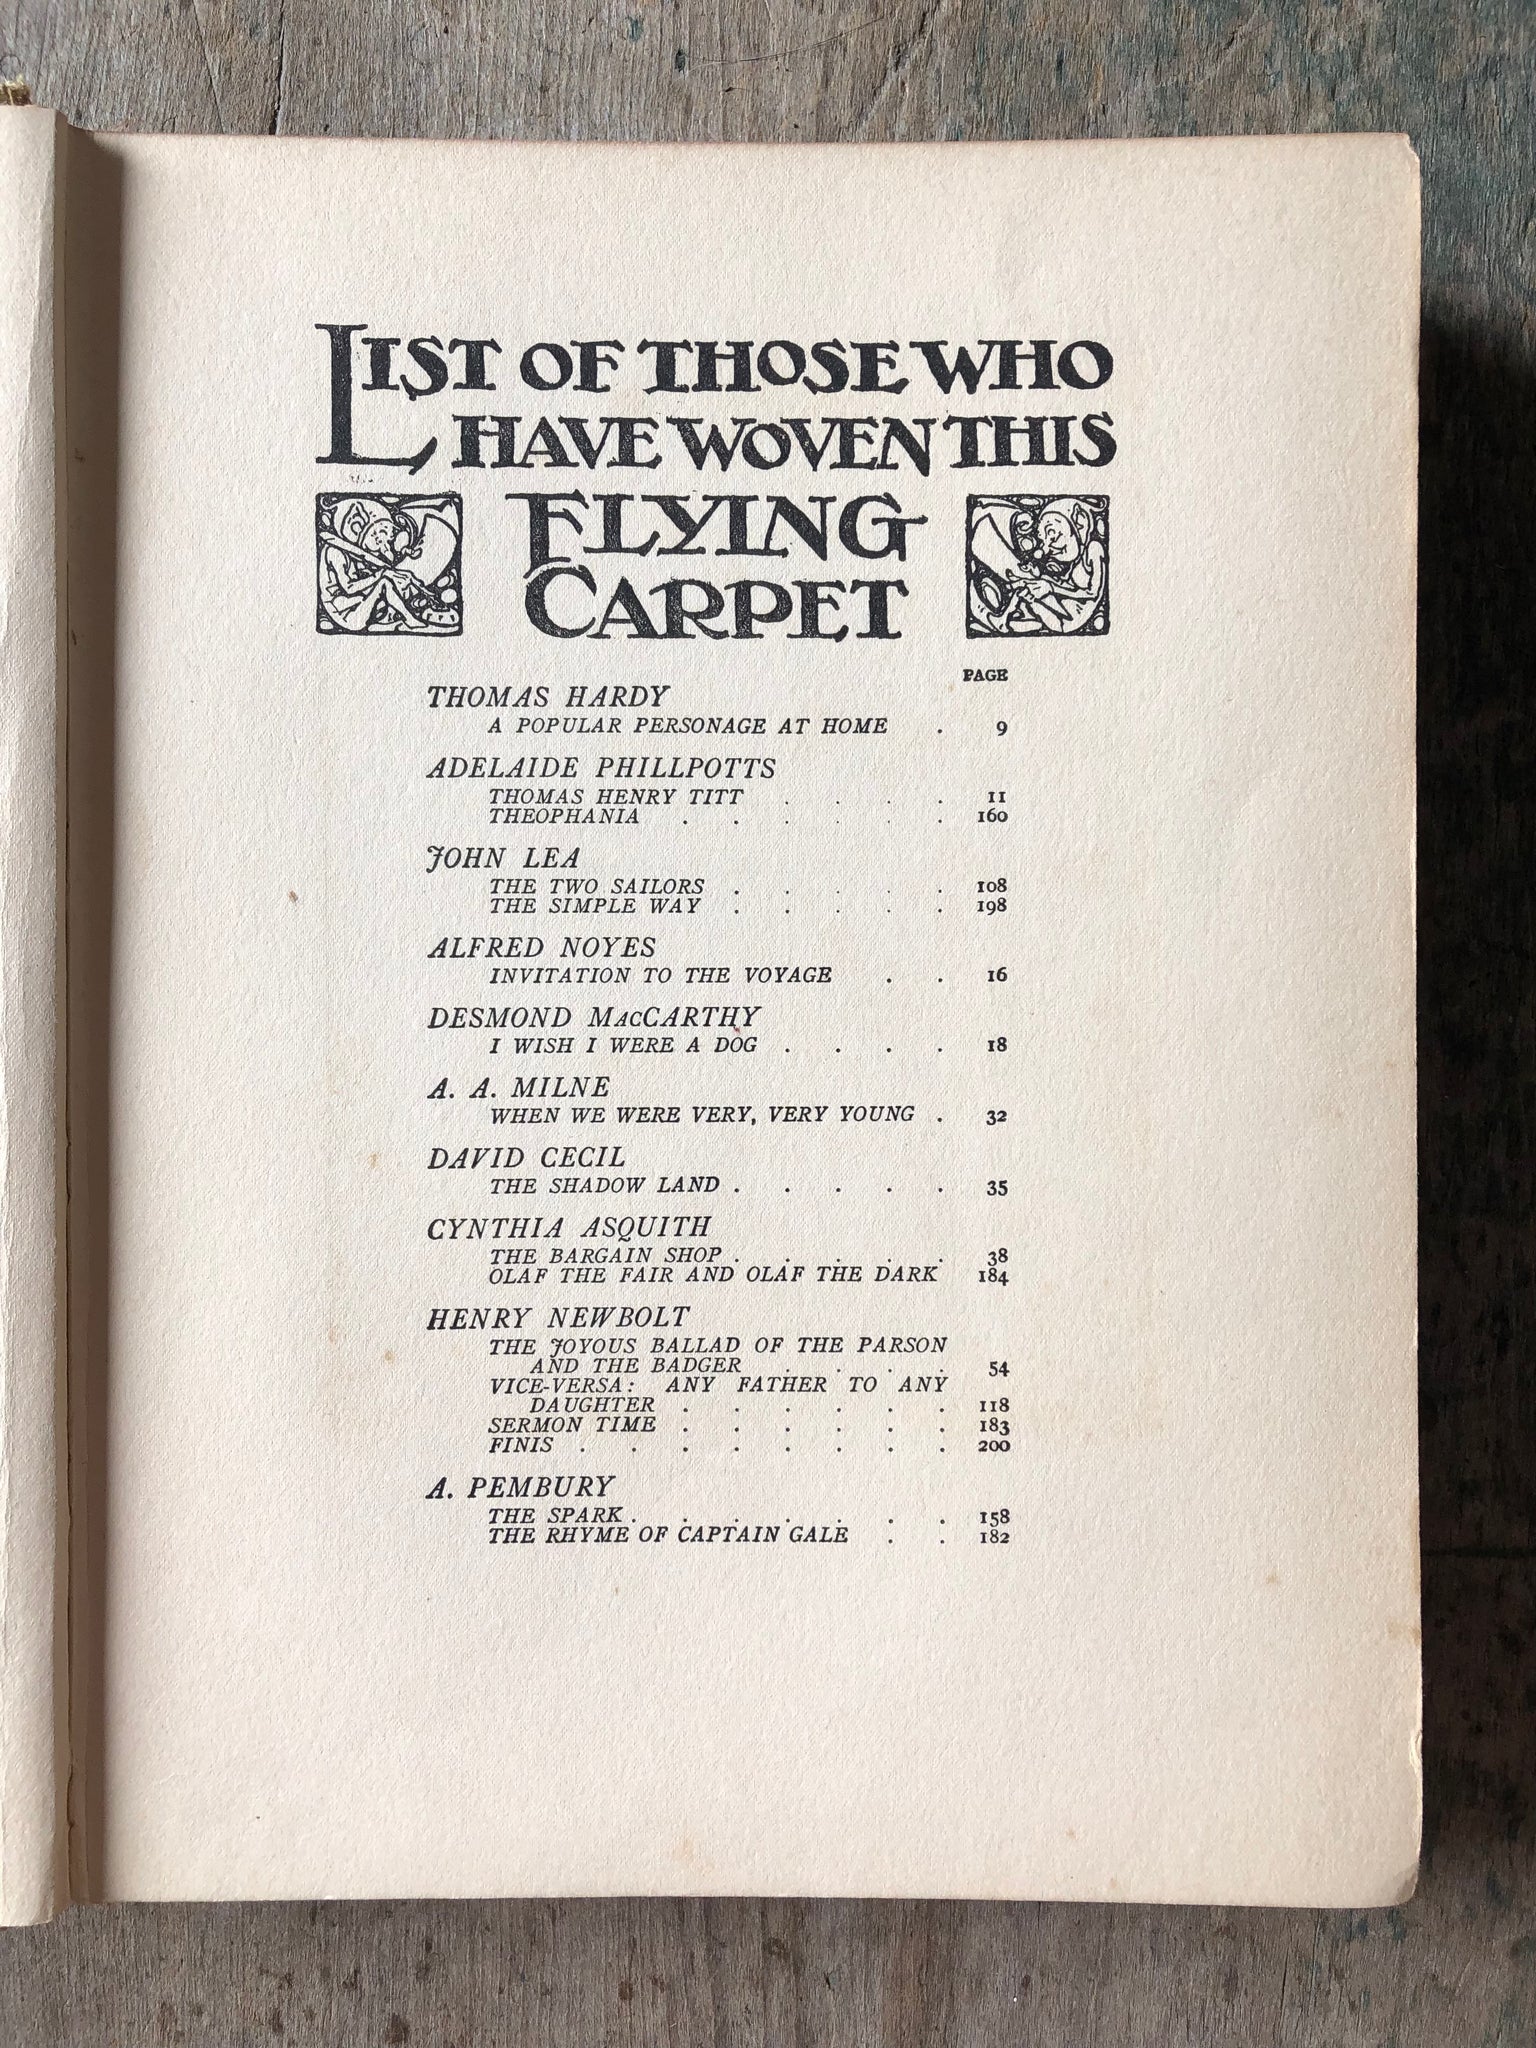 LIST OF THOSE WHO
HAVE WOVEN THIS
FLYING
CARPET
PAGE
THOMAS HARDY
A POPULAR PERSONAGE AT HOME . 9
ADELAIDE PHILLPOTTS
THOMAS HENRY TITT . . . . 11
THEOPHANIA . . . . . . 160
JOHN LEA
THE TWO SAILORS . . . . . 108
THE SIMPLE WAY . . . . . 198
ALFRED NOYES
INVITATION TO THE VOYAGE . . 16
DESMOND MacCARTHY
I WISH I WERE A DOG . . . . 18
A. A. MILNE
WHEN WE WERE VERY, VERY YOUNG . 32
DAVID CECIL
THE SHADOW LAND . . . . . 35
CYNTHIA ASQUITH
THE BARGAIN SHOP . . . . . 38
OLAF THE FAIR AND OLAF THE DARK 184
HENRY NEWBOLT
THE JOYOUS BALLAD OF THE PARSON
AND THE BADGER . . . . 54
VICE-VERSA: ANY FATHER TO ANY
DAUGHTER . . . . . . 118
SERMON TIME . . . . . . 183
FINIS . . . . . . . . 200
A. PEMBURY
THE SPARK . . . . . . . 158
THE RHYME OF CAPTAIN GALE . . 182